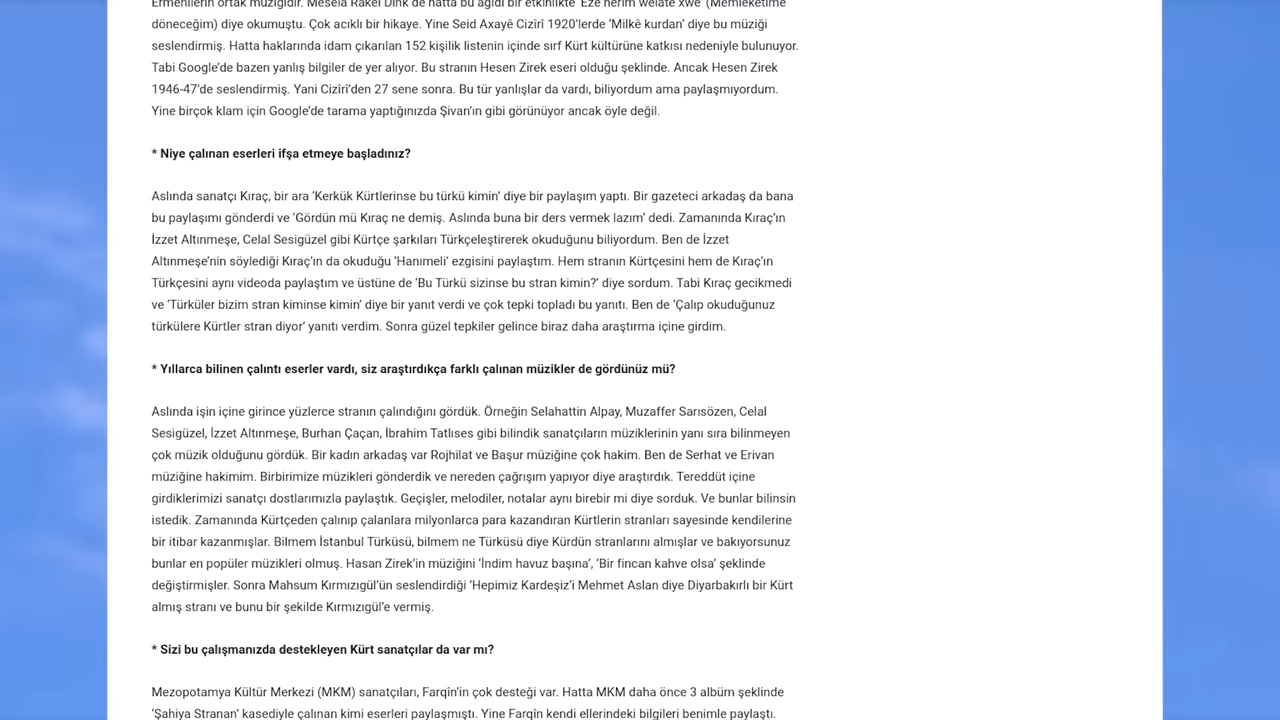 Ermenilerin ortak müziğidir. Mesela Rakel Dink de hatta bu ağıdı bir etkinlikte ‘Eze herim welatê xwe’ (Memleketime
döneceğim) diye okumuştu. Çok acıklı bir hikaye. Yine Seid Axayê Cizîrî 1920’lerde ‘Milkê kurdan’ diye bu müziği
seslendirmiş. Hatta haklarında idam çıkarılan 152 kişilik listenin içinde sırf Kürt kültürüne katkısı nedeniyle bulunuyor.
Tabi Google’de bazen yanlış bilgiler de yer alıyor. Bu stranın Hesen Zirek eseri olduğu şeklinde. Ancak Hesen Zirek
1946-47’de seslendirmiş. Yani Cizîrî’den 27 sene sonra. Bu tür yanlışlar da vardı, biliyordum ama paylaşmıyordum.
Yine birçok klam için Google’de tarama yaptığınızda Şivan’ın gibi görünüyor ancak öyle değil.
* Niye çalınan eserleri ifşa etmeye başladınız?
Aslında sanatçı Kıraç, bir ara ‘Kerkük Kürtlerinse bu türkü kimin’ diye bir paylaşım yaptı. Bir gazeteci arkadaş da bana
bu paylaşımı gönderdi ve ‘Gördün mü Kıraç ne demiş. Aslında buna bir ders vermek lazım’ dedi. Zamanında Kıraç’ın
İzzet Altınmeşe, Celal Sesigüzel gibi Kürtçe şarkıları Türkçeleştirerek okuduğunu biliyordum. Ben de İzzet
Altınmeşe’nin söylediği Kıraç’ın da okuduğu ‘Hanımeli’ ezgisini paylaştım. Hem stranın Kürtçesini hem de Kıraç’ın
Türkçesini aynı videoda paylaştım ve üstüne de ‘Bu Türkü sizinse bu stran kimin?’ diye sordum. Tabi Kıraç gecikmedi
ve ‘Türküler bizim stran kiminse kimin’ diye bir yanıt verdi ve çok tepki topladı bu yanıtı. Ben de ‘Çalıp okuduğunuz
türkülere Kürtler stran diyor’ yanıtı verdim. Sonra güzel tepkiler gelince biraz daha araştırma içine girdim.
* Yıllarca bilinen çalıntı eserler vardı, siz araştırdıkça farklı çalınan müzikler de gördünüz mü?
Aslında işin içine girince yüzlerce stranın çalındığını gördük. Örneğin Selahattin Alpay, Muzaffer Sarısözen, Celal
Sesigüzel, İzzet Altınmeşe, Burhan Çaçan, İbrahim Tatlıses gibi bilindik sanatçıların müziklerinin yanı sıra bilinmeyen
çok müzik olduğunu gördük. Bir kadın arkadaş var Rojhilat ve Başur müziğine çok hakim. Ben de Serhat ve Erivan
müziğine hakimim. Birbirimize müzikleri gönderdik ve nereden çağrışım yapıyor diye araştırdık. Tereddüt içine
girdiklerimizi sanatçı dostlarımızla paylaştık. Geçişler, melodiler, notalar aynı birebir mi diye sorduk. Ve bunlar bilinsin
istedik. Zamanında Kürtçeden çalınıp çalanlara milyonlarca para kazandıran Kürtlerin stranları sayesinde kendilerine
bir itibar kazanmışlar. Bilmem İstanbul Türküsü, bilmem ne Türküsü diye Kürdün stranlarını almışlar ve bakıyorsunuz
bunlar en popüler müzikleri olmuş. Hasan Zirek’in müziğini ‘İndim havuz başına’, ‘Bir fincan kahve olsa’ şeklinde
değiştirmişler. Sonra Mahsum Kırmızıgül’ün seslendirdiği ‘Hepimiz Kardeşiz’i Mehmet Aslan diye Diyarbakırlı bir Kürt
almış stranı ve bunu bir şekilde Kırmızıgül’e vermiş.
* Sizi bu çalışmanızda destekleyen Kürt sanatçılar da var mı?
Mezopotamya Kültür Merkezi (MKM) sanatçıları, Farqîn’in çok desteği var. Hatta MKM daha önce 3 albüm şeklinde
‘Şahiya Stranan’ kasediyle çalınan kimi eserleri paylaşmıştı. Yine Farqîn kendi ellerindeki bilgileri benimle paylaştı.